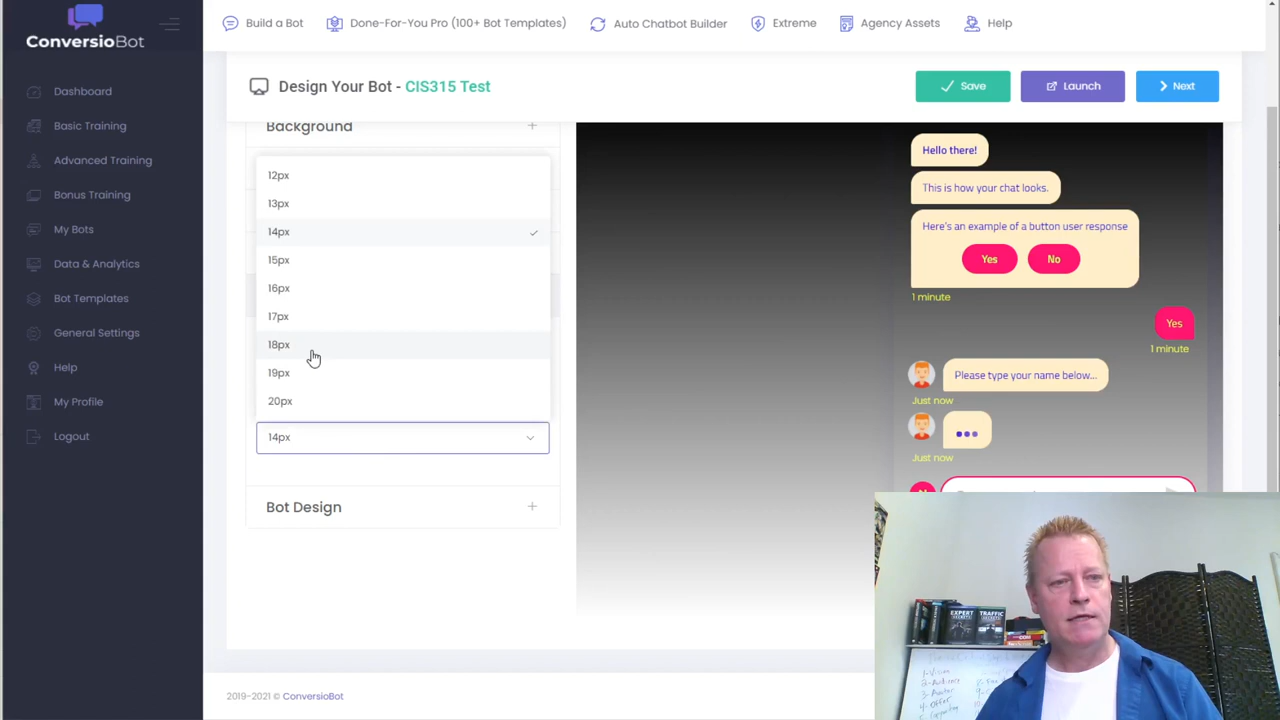 ConversioBot
Build a Bot
Done-For-You Pro (100+ Bot Templates)
Auto Chatbot Builder
Extreme
Agency Assets
Help
Dashboard
Basic Training
Advanced Training
Bonus Training
My Bots
Data & Analytics
Bot Templates
General Settings
Help
My Profile
Logout
Design Your Bot - CIS315 Test
Save
Launch
Next
Background
12px
13px
14px
15px
16px
17px
18px
19px
20px
14px
Bot Design
Hello there!
This is how your chat looks.
Here's an example of a button user response
Yes No
1 minute
Yes
1 minute
Please type your name below...
Just now
Just now
EXPERT
SECRETS
TRAFFIC
SECRETS
2019-2021 © ConversioBot